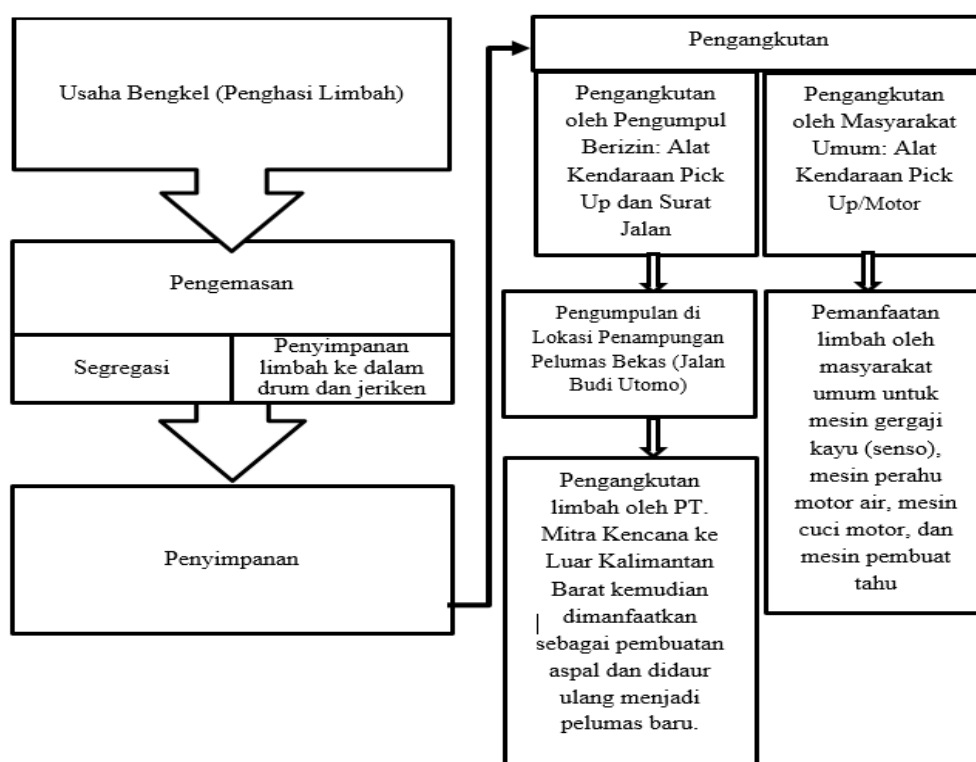 Usaha Bengkel (Penghasi Limbah)
Pengemasan
Segregasi
Penyimpanan
limbah ke dalam
drum dan jeriken
Penyimpanan
Pengangkutan
Pengangkutan
oleh Pengumpul
Berizin: Alat
Kendaraan Pick
Up dan Surat
Jalan
Pengangkutan
oleh Masyarakat
Umum: Alat
Kendaraan Pick
Up/Motor
Pengumpulan di
Lokasi Penampungan
Pelumas Bekas (Jalan
Budi Utomo)
Pengangkutan
limbah oleh PT.
Mitra Kencana ke
Luar Kalimantan
Barat kemudian
dimanfaatkan
sebagai pembuatan
aspal dan didaur
ulang menjadi
pelumas baru.
Pemanfaatan
limbah oleh
masyarakat
umum untuk
mesin gergaji
kayu (senso),
mesin perahu
motor air, mesin
cuci motor, dan
mesin pembuat
tahu